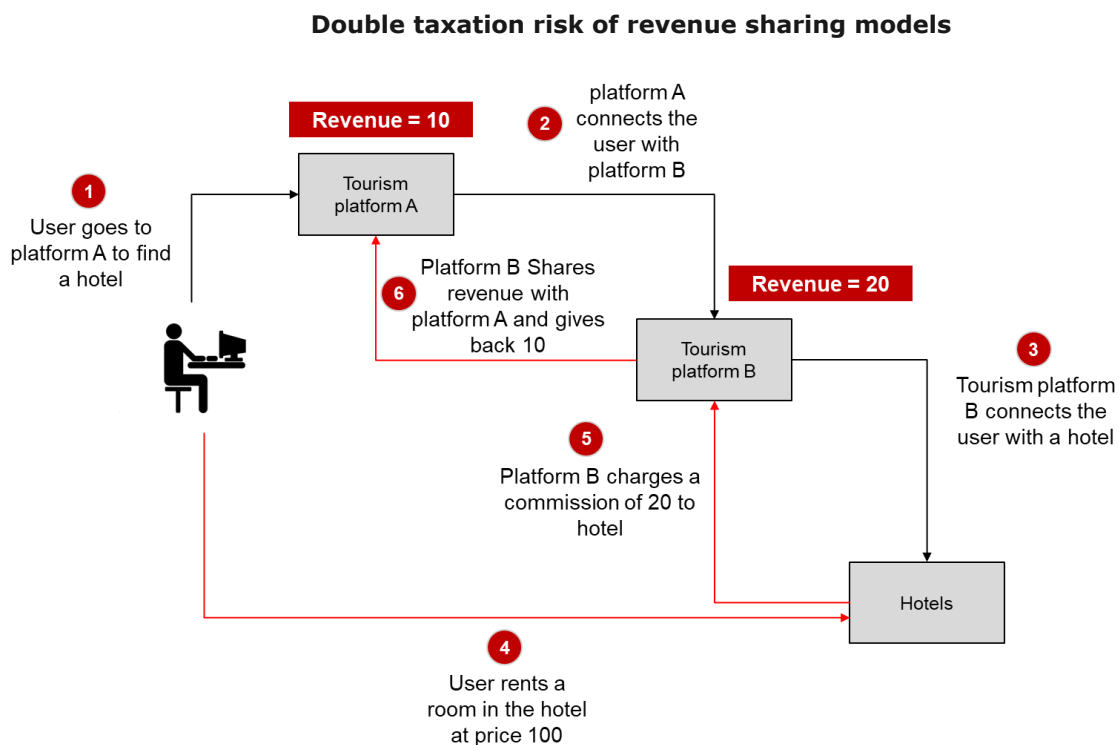 Double taxation risk of revenue sharing models
Revenue = 10
2
platform A
connects the
user with
platform B
1
User goes to
platform A to find
a hotel
Tourism
platform A
6
Platform B Shares
revenue with
platform A and gives
back 10
Revenue = 20
Tourism
platform B
3
Tourism platform
B connects the
user with a hotel
5
Platform B charges a
commission of 20 to
hotel
Hotels
4
User rents a
room in the hotel
at price 100